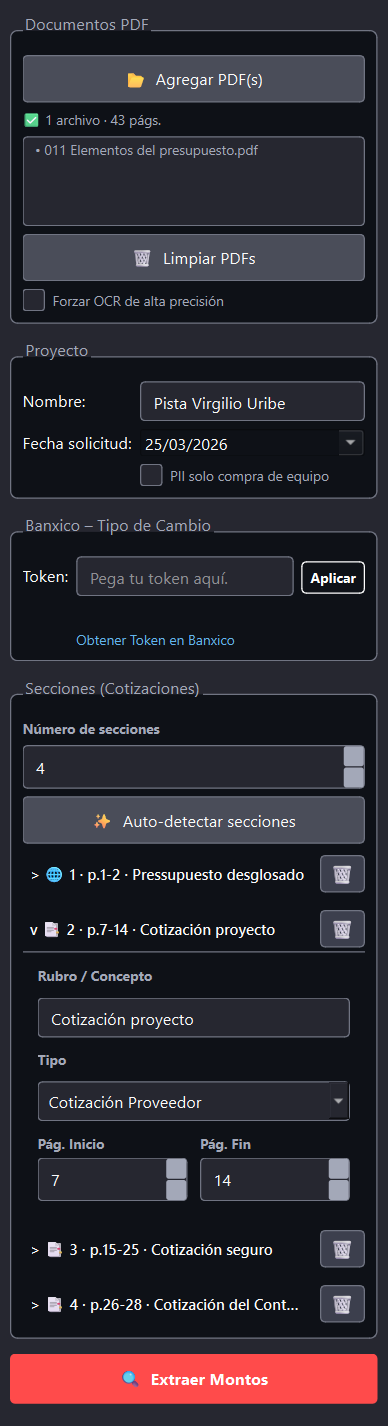 Documentos PDF
Agregar PDF(s)
1 archivo · 43 págs.
• 011 Elementos del presupuesto.pdf
Limpiar PDFs
Forzar OCR de alta precisión
Proyecto
Nombre: Pista Virgilio Uribe
Fecha solicitud: 25/03/2026
PII solo compra de equipo
Banxico – Tipo de Cambio
Token: Pega tu token aquí. Aplicar
Obtener Token en Banxico
Secciones (Cotizaciones)
Número de secciones
4
Auto-detectar secciones
> 1 · p.1-2 · Pressupuesto desglosado
v 2 · p.7-14 · Cotización proyecto
Rubro / Concepto
Cotización proyecto
Tipo
Cotización Proveedor
Pág. Inicio Pág. Fin
7 14
> 3 · p.15-25 · Cotización seguro
> 4 · p.26-28 · Cotización del Cont...
Extraer Montos